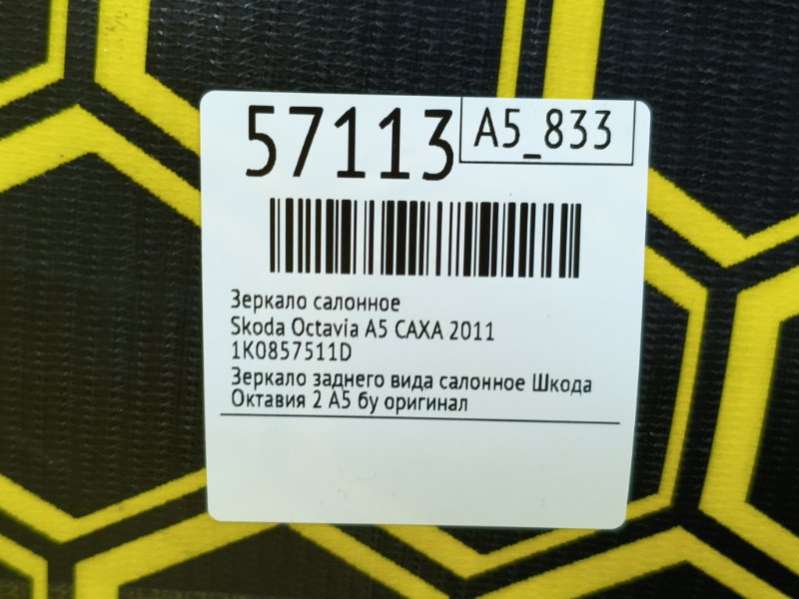 57113
A5_833
Зеркало салонное
Skoda Octavia A5 CAXA 2011
1K0857511D
Зеркало заднего вида салонное Шкода
Октавия 2 А5 бу оригинал